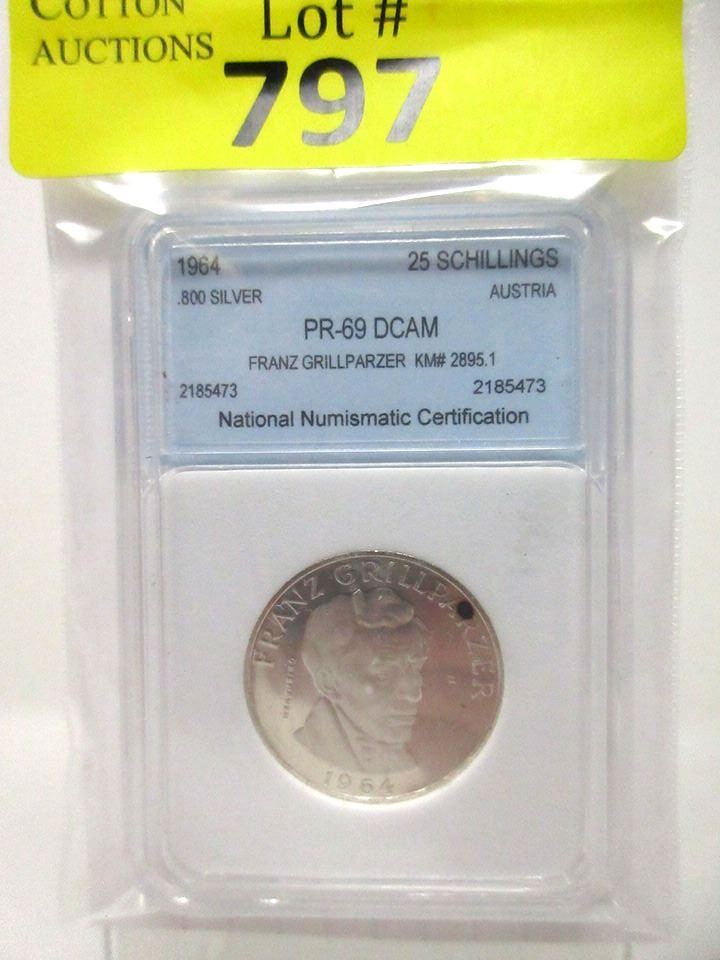 COTTON
AUCTIONS
Lot #
797
1964 25 SCHILLINGS
.800 SILVER AUSTRIA
PR-69 DCAM
FRANZ GRILLPARZER KM# 2895.1
2185473 2185473
National Numismatic Certification
FRANZ GRILLPARZER
1964